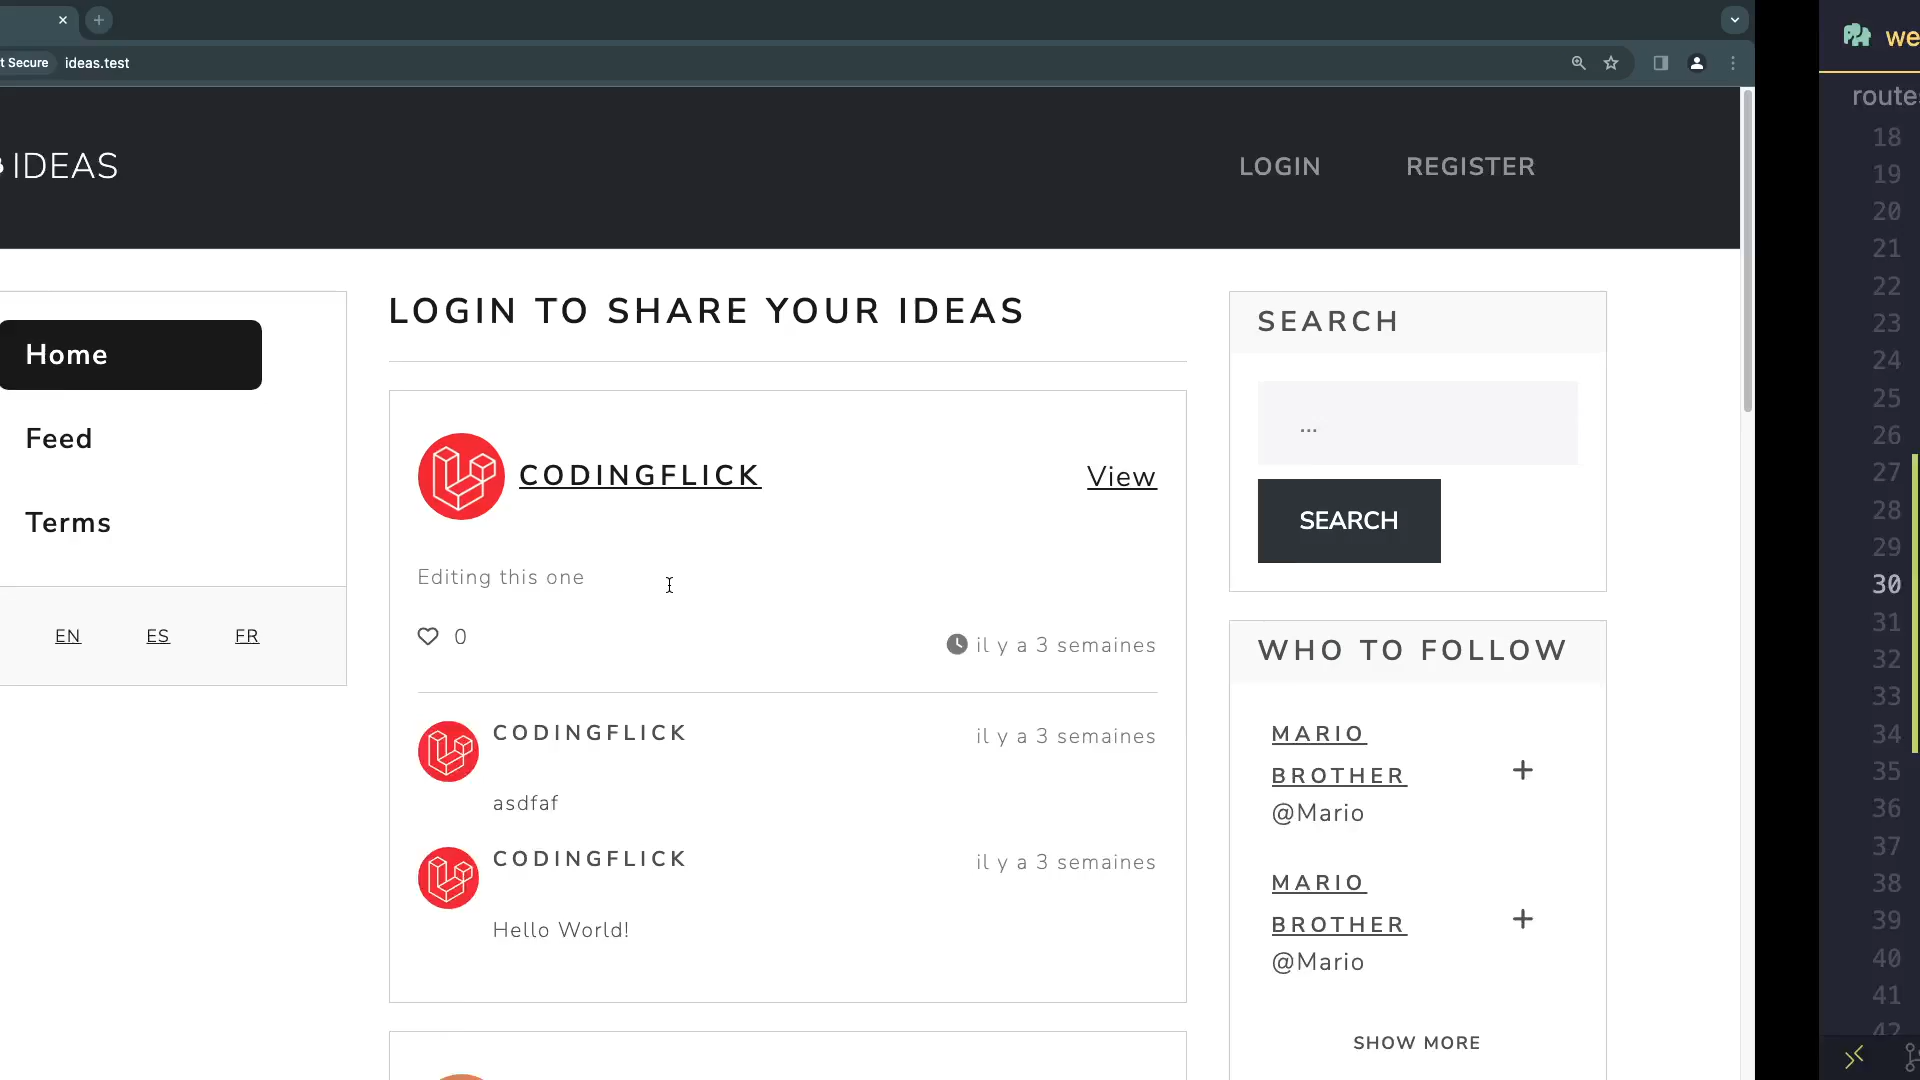 t Secure
ideas.test
IDEAS
LOGIN
REGISTER
Home
Feed
Terms
EN
ES
FR
LOGIN TO SHARE YOUR IDEAS
CODINGFLICK
View
Editing this one
0
il y a 3 semaines
CODINGFLICK
il y a 3 semaines
asdfaf
CODINGFLICK
il y a 3 semaines
Hello World!
SEARCH
...
SEARCH
WHO TO FOLLOW
MARIO
BROTHER
@Mario
MARIO
BROTHER
@Mario
SHOW MORE
we
route
18
19
20
21
22
23
24
25
26
27
28
29
30
31
32
33
34
35
36
37
38
39
40
41
42